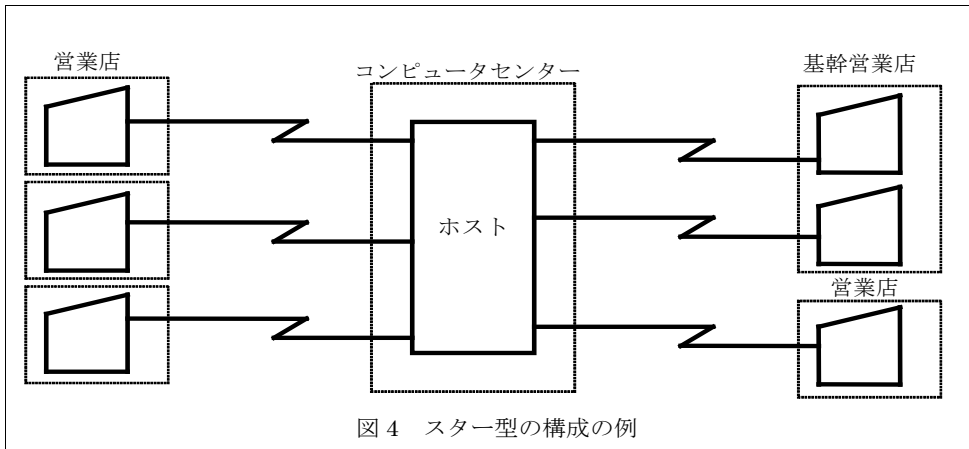 営業店
コンピュータセンター
基幹営業店
ホスト
営業店
図 4 スター型の構成の例